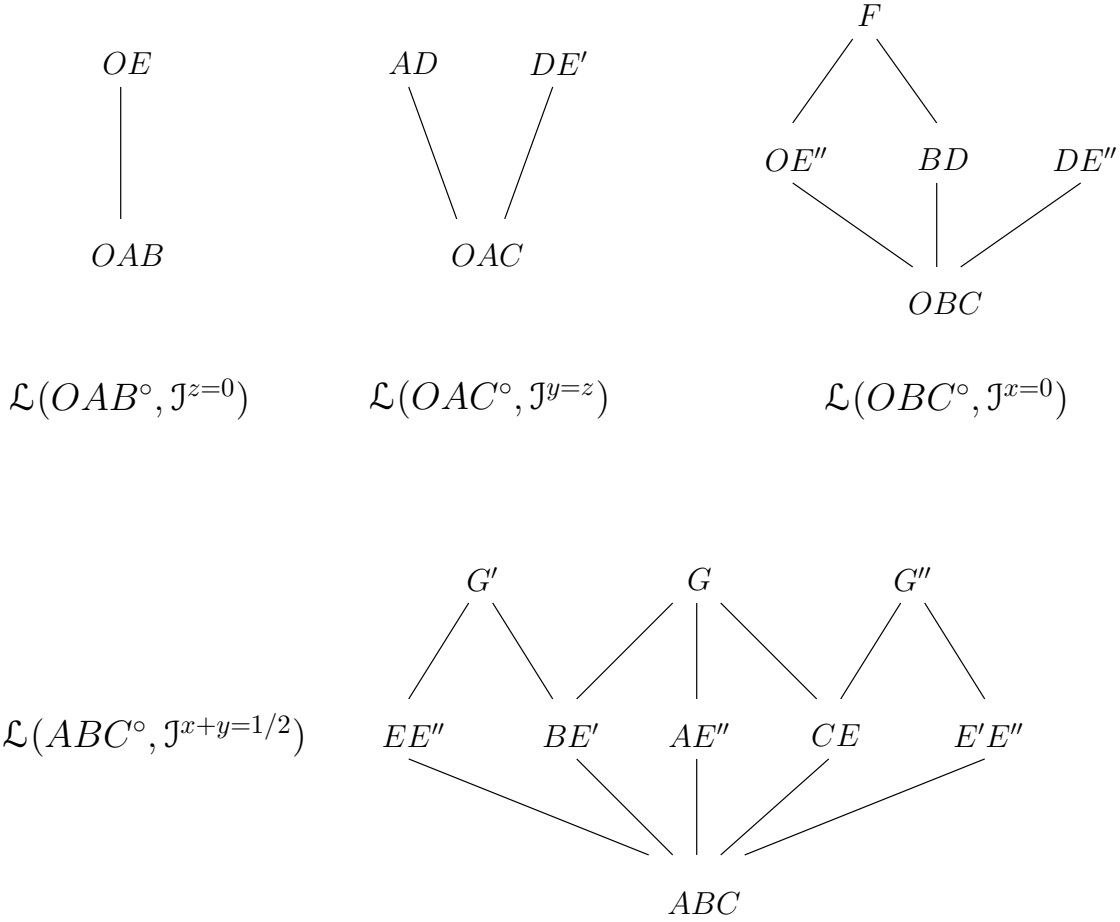 F
OE AD DE′
OE″ BD DE″
OAB OAC
OBC
𝓛(OAB°, ℐ^{z=0}) 𝓛(OAC°, ℐ^{y=z}) 𝓛(OBC°, ℐ^{x=0})
G′ G G″
𝓛(ABC°, ℐ^{x+y=1/2}) EE″ BE′ AE″ CE E′E″
ABC